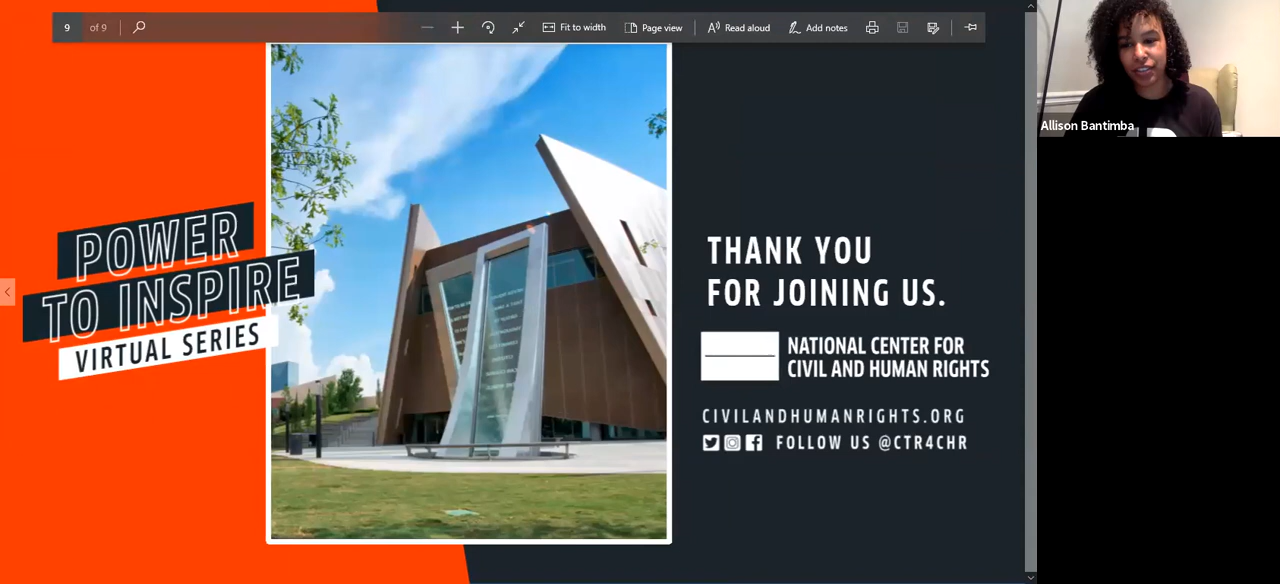 9 of 9
Fit to width
Page view
Read aloud
Add notes
POWER
TO INSPIRE
VIRTUAL SERIES
THANK YOU
FOR JOINING US.
NATIONAL CENTER FOR
CIVIL AND HUMAN RIGHTS
CIVILANDHUMANRIGHTS.ORG
FOLLOW US @CTR4CHR
Allison Bantimba